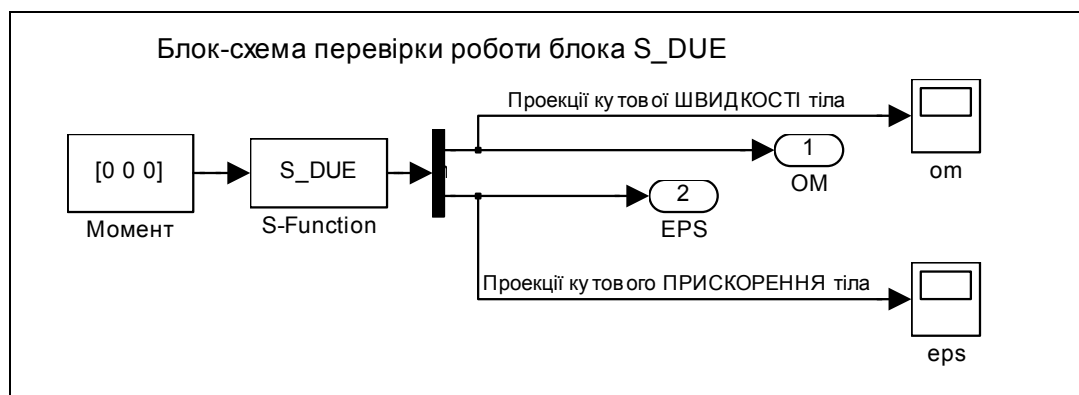 Блок-схема перевірки роботи блока S_DUE
Проекції кутової ШВИДКОСТІ тіла
[0 0 0]
S_DUE
1
om
OM
2
Момент
S-Function
EPS
Проекції кутового ПРИСКОРЕННЯ тіла
eps